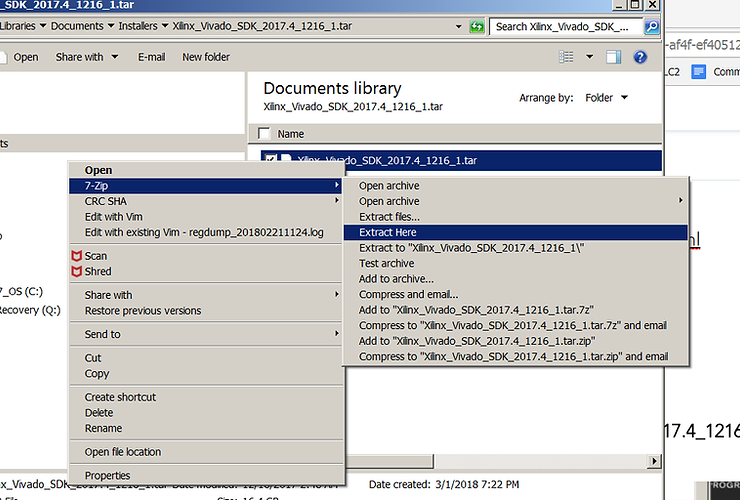 _SDK_2017.4_1216_1.tar
Libraries Documents Installers Xilinx_Vivado_SDK_2017.4_1216_1.tar Search Xilinx_Vivado_SDK_...
-af4f-ef40512
Open Share with E-mail New folder
LC2 Comm
Documents library
Xilinx_Vivado_SDK_2017.4_1216_1.tar
Arrange by: Folder
Name
ts
Xilinx_Vivado_SDK_2017.4_1216_1.tar
Open
7-Zip
CRC SHA
Edit with Vim
Edit with existing Vim - regdump_201802211124.log
Scan
Shred
Share with
Restore previous versions
Send to
Cut
Copy
Create shortcut
Delete
Rename
Open file location
Properties
Open archive
Open archive
Extract files...
Extract Here
Extract to "Xilinx_Vivado_SDK_2017.4_1216_1\"
Test archive
Add to archive...
Compress and email...
Add to "Xilinx_Vivado_SDK_2017.4_1216_1.tar.7z"
Compress to "Xilinx_Vivado_SDK_2017.4_1216_1.tar.7z" and email
Add to "Xilinx_Vivado_SDK_2017.4_1216_1.tar.zip"
Compress to "Xilinx_Vivado_SDK_2017.4_1216_1.tar.zip" and email
7_OS (C:)
Recovery (Q:)
17.4_1216
Date created: 3/1/2018 7:22 PM